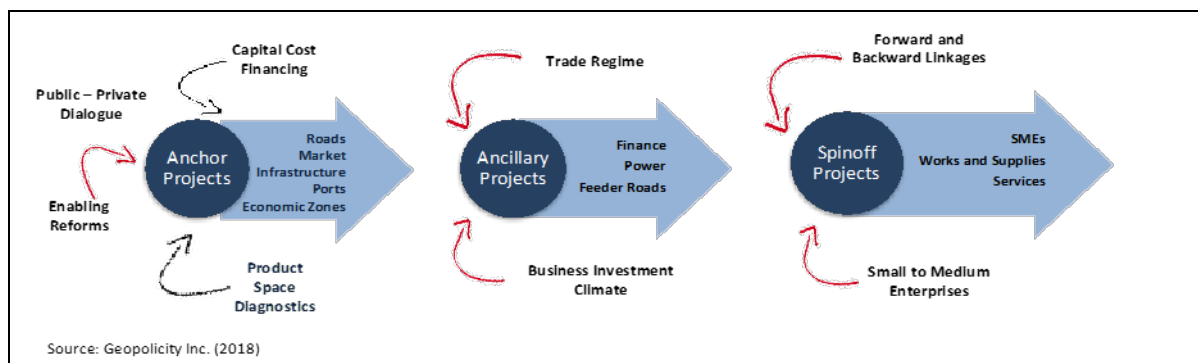 Capital Cost
Financing
Public – Private
Dialogue
Enabling
Reforms
Anchor
Projects
Roads
Market
Infrastructure
Ports
Economic Zones
Product
Space
Diagnostics
Trade Regime
Ancillary
Projects
Finance
Power
Feeder Roads
Business Investment
Climate
Forward and
Backward Linkages
Spinoff
Projects
SMEs
Works and Supplies
Services
Small to Medium
Enterprises
Source: Geopolicity Inc. (2018)